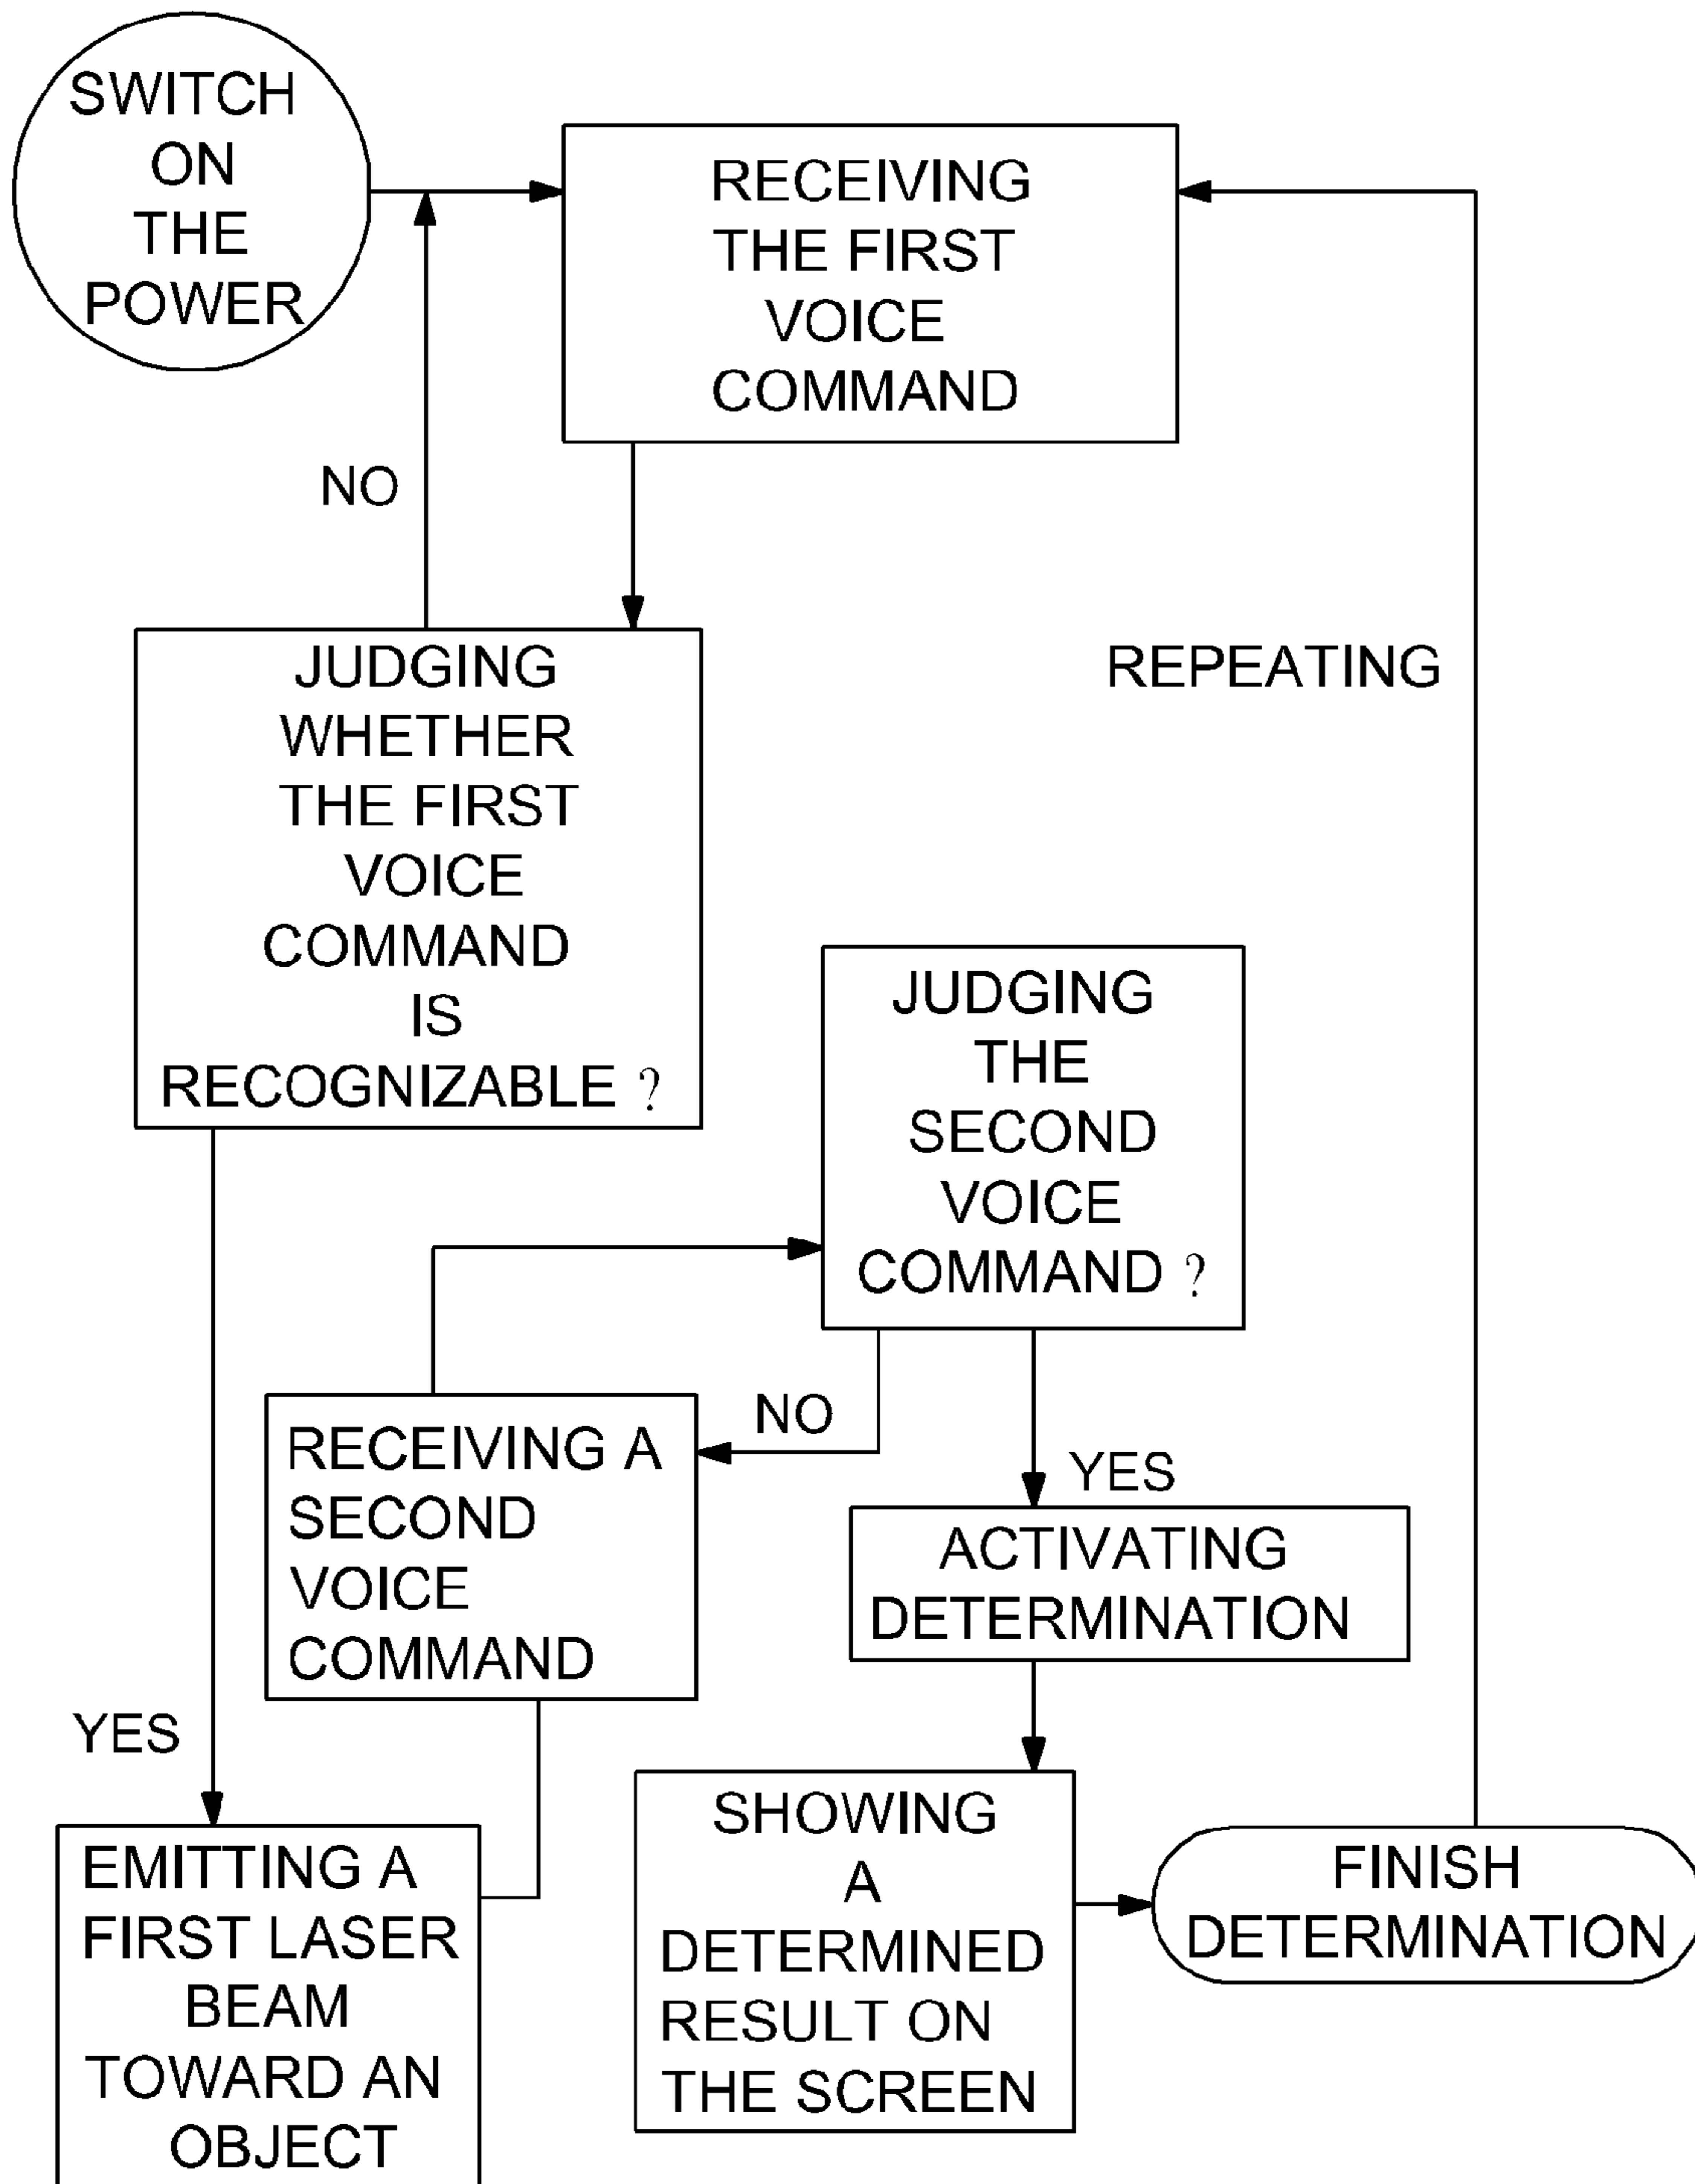 SWITCH
ON
THE
POWER
RECEIVING
THE FIRST
VOICE
COMMAND
NO
JUDGING
WHETHER
THE FIRST
VOICE
COMMAND
IS
RECOGNIZABLE ?
REPEATING
JUDGING
THE
SECOND
VOICE
COMMAND ?
NO
YES
RECEIVING A
SECOND
VOICE
COMMAND
ACTIVATING
DETERMINATION
YES
EMITTING A
FIRST LASER
BEAM
TOWARD AN
OBJECT
SHOWING
A
DETERMINED
RESULT ON
THE SCREEN
FINISH
DETERMINATION